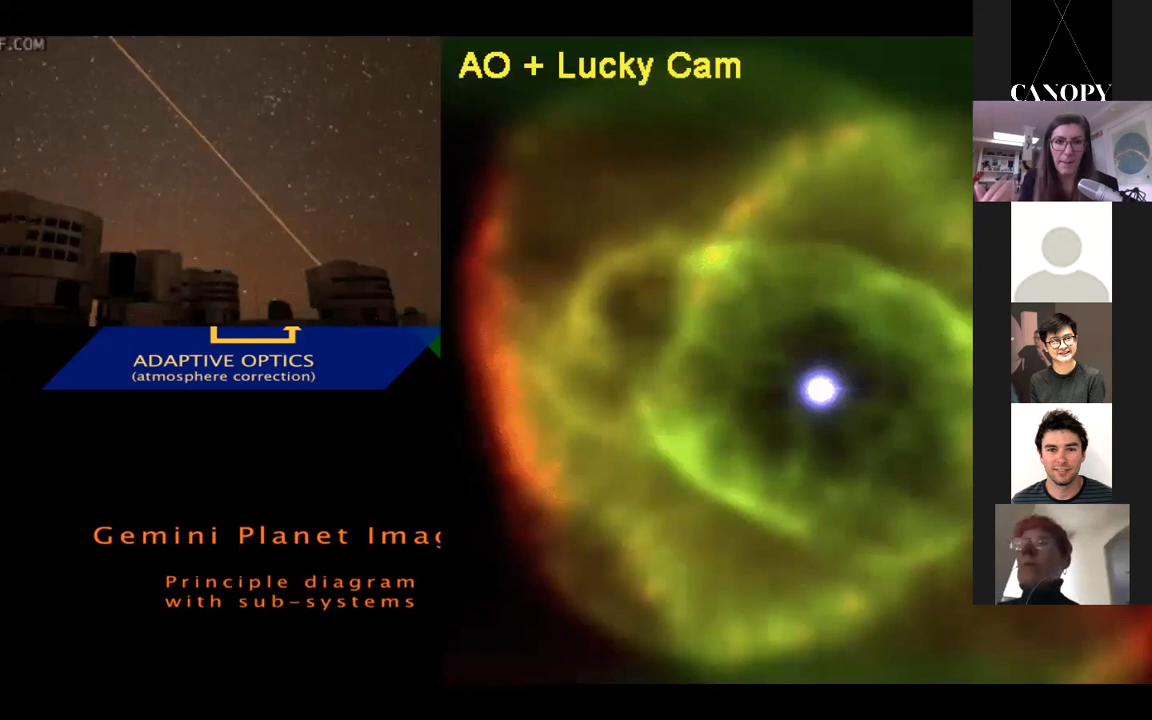 F.COM
AO + Lucky Cam
CANOPY
ADAPTIVE OPTICS
(atmosphere correction)
Gemini Planet Imag
Principle diagram
with sub-systems